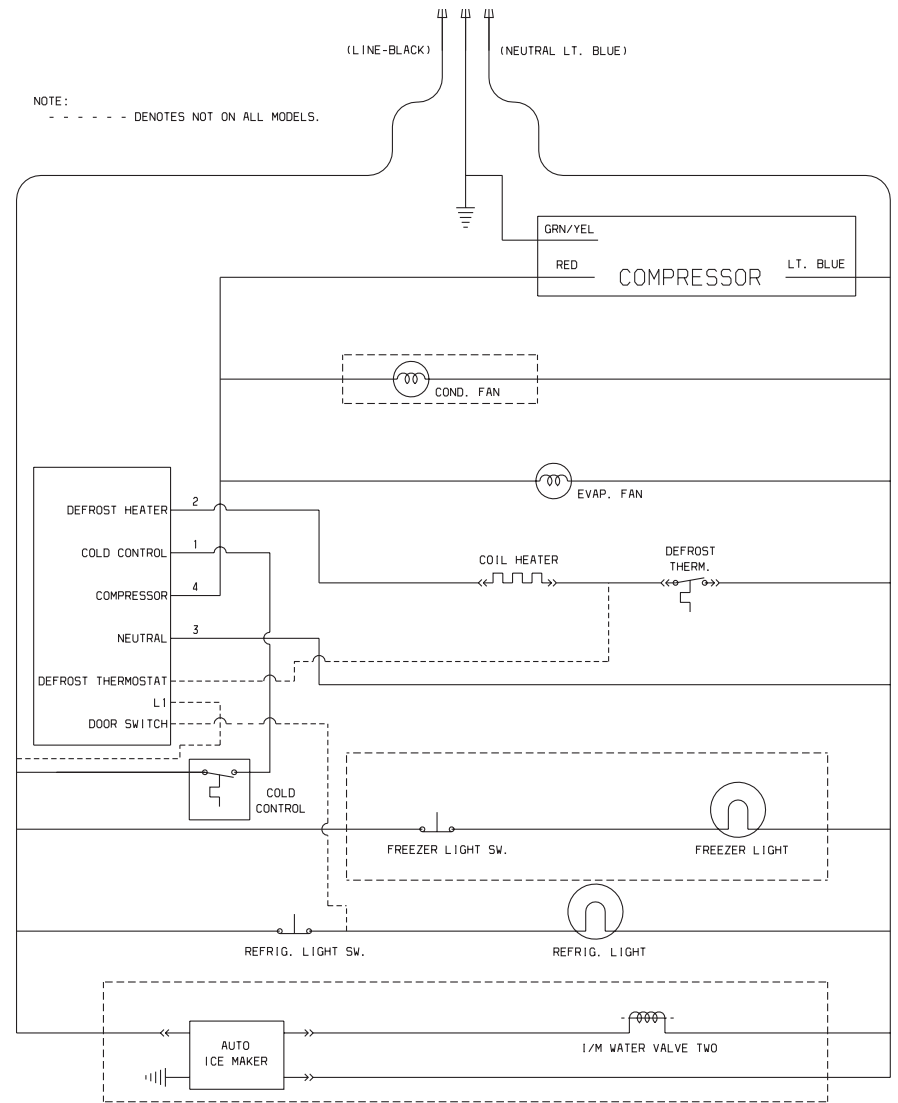 (LINE-BLACK)
(NEUTRAL LT. BLUE)
NOTE:
- - - - - - DENOTES NOT ON ALL MODELS.
GRN/YEL
RED
COMPRESSOR
LT. BLUE
COND. FAN
EVAP. FAN
DEFROST HEATER
2
COLD CONTROL
1
COMPRESSOR
4
NEUTRAL
3
DEFROST THERMOSTAT
L1
DOOR SWITCH
COIL HEATER
DEFROST
THERM.
COLD
CONTROL
FREEZER LIGHT SW.
FREEZER LIGHT
REFRIG. LIGHT SW.
REFRIG. LIGHT
AUTO
ICE MAKER
I/M WATER VALVE TWO